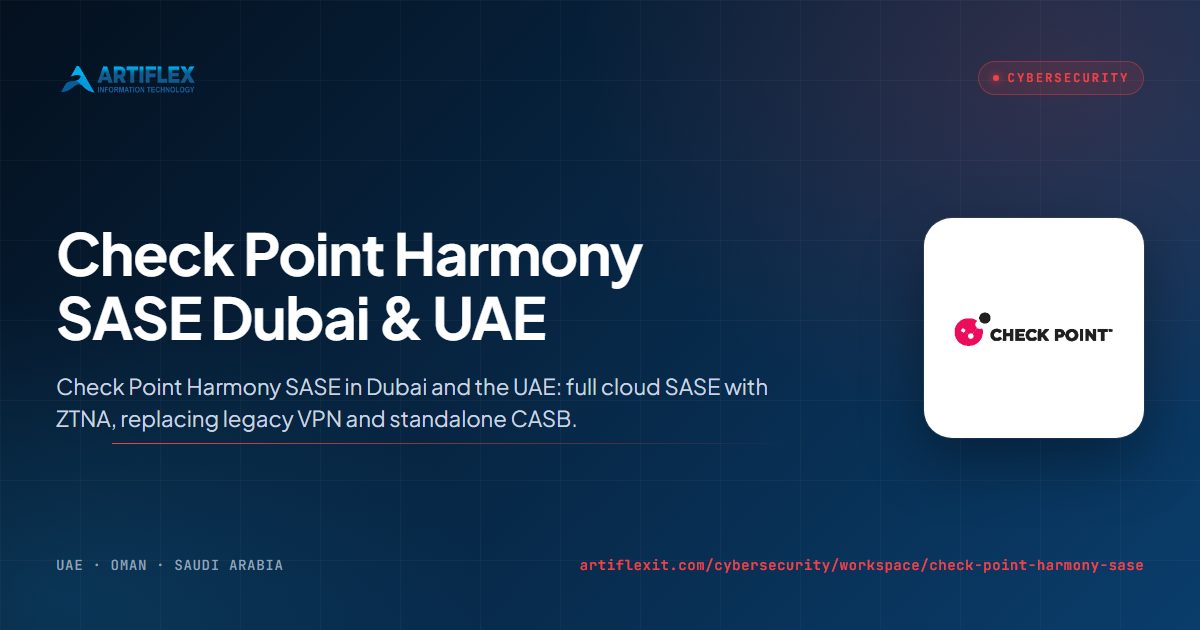 ARTIFLEX
INFORMATION TECHNOLOGY
CYBERSECURITY
Check Point Harmony
SASE Dubai & UAE
Check Point Harmony SASE in Dubai and the UAE: full cloud SASE with
ZTNA, replacing legacy VPN and standalone CASB.
CHECK POINT™
UAE · OMAN · SAUDI ARABIA
artiflexit.com/cybersecurity/workspace/check-point-harmony-sase